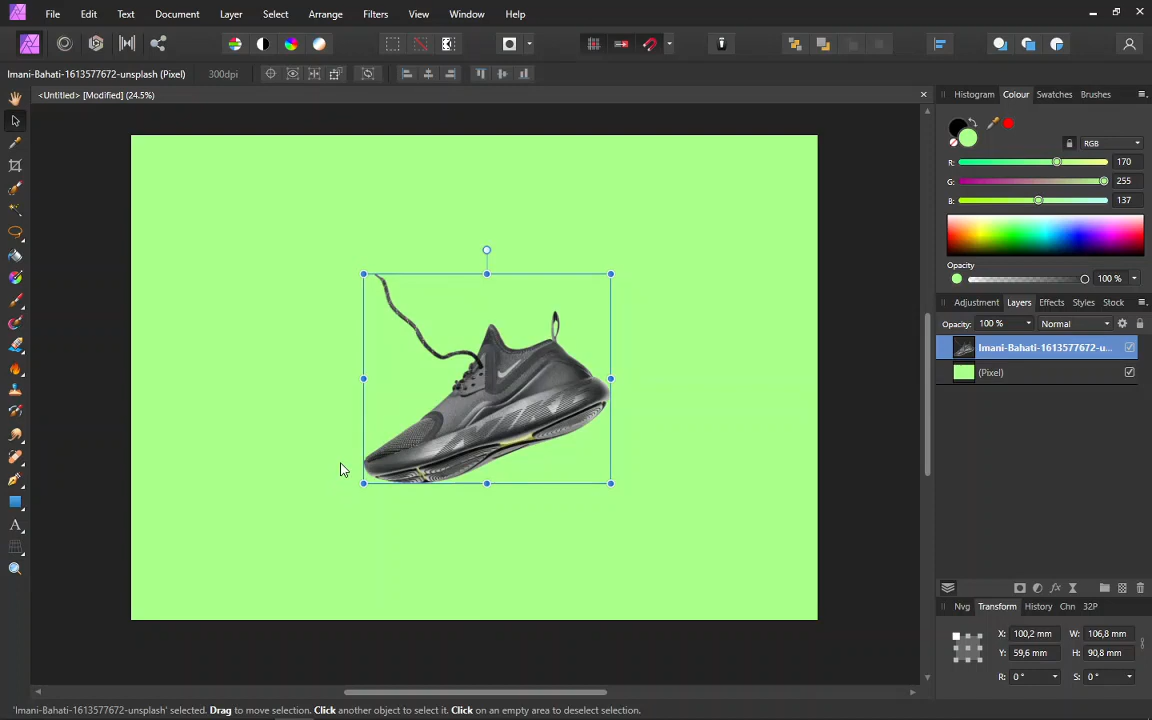 File Edit Text Document Layer Select Arrange Filters View Window Help
Imani-Bahati-1613577672-unsplash (Pixel) 300dpi
<Untitled> [Modified] (24.5%)
Histogram Colour Swatches Brushes
RGB
R: 170
G: 255
B: 137
Opacity
100 %
Adjustment Layers Effects Styles Stock
Opacity: 100 % Normal
Imani-Bahati-1613577672-u...
(Pixel)
fx
Nvg Transform History Chn 32P
X: 100,2 mm W: 106,8 mm
Y: 59,6 mm H: 90,8 mm
R: 0 ° S: 0 °
'Imani-Bahati-1613577672-unsplash' selected. Drag to move selection. Click another object to select it. Click on an empty area to deselect selection.